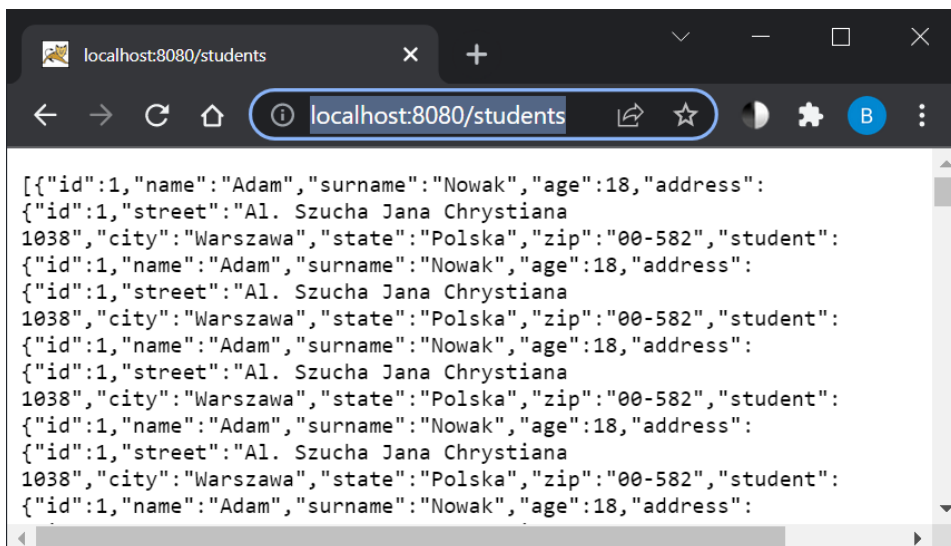 localhost:8080/students
localhost:8080/students
B
[{"id":1,"name":"Adam","surname":"Nowak","age":18,"address":
{"id":1,"street":"Al. Szucha Jana Chrystiana
1038","city":"Warszawa","state":"Polska","zip":"00-582","student":
{"id":1,"name":"Adam","surname":"Nowak","age":18,"address":
{"id":1,"street":"Al. Szucha Jana Chrystiana
1038","city":"Warszawa","state":"Polska","zip":"00-582","student":
{"id":1,"name":"Adam","surname":"Nowak","age":18,"address":
{"id":1,"street":"Al. Szucha Jana Chrystiana
1038","city":"Warszawa","state":"Polska","zip":"00-582","student":
{"id":1,"name":"Adam","surname":"Nowak","age":18,"address":
{"id":1,"street":"Al. Szucha Jana Chrystiana
1038","city":"Warszawa","state":"Polska","zip":"00-582","student":
{"id":1,"name":"Adam","surname":"Nowak","age":18,"address":